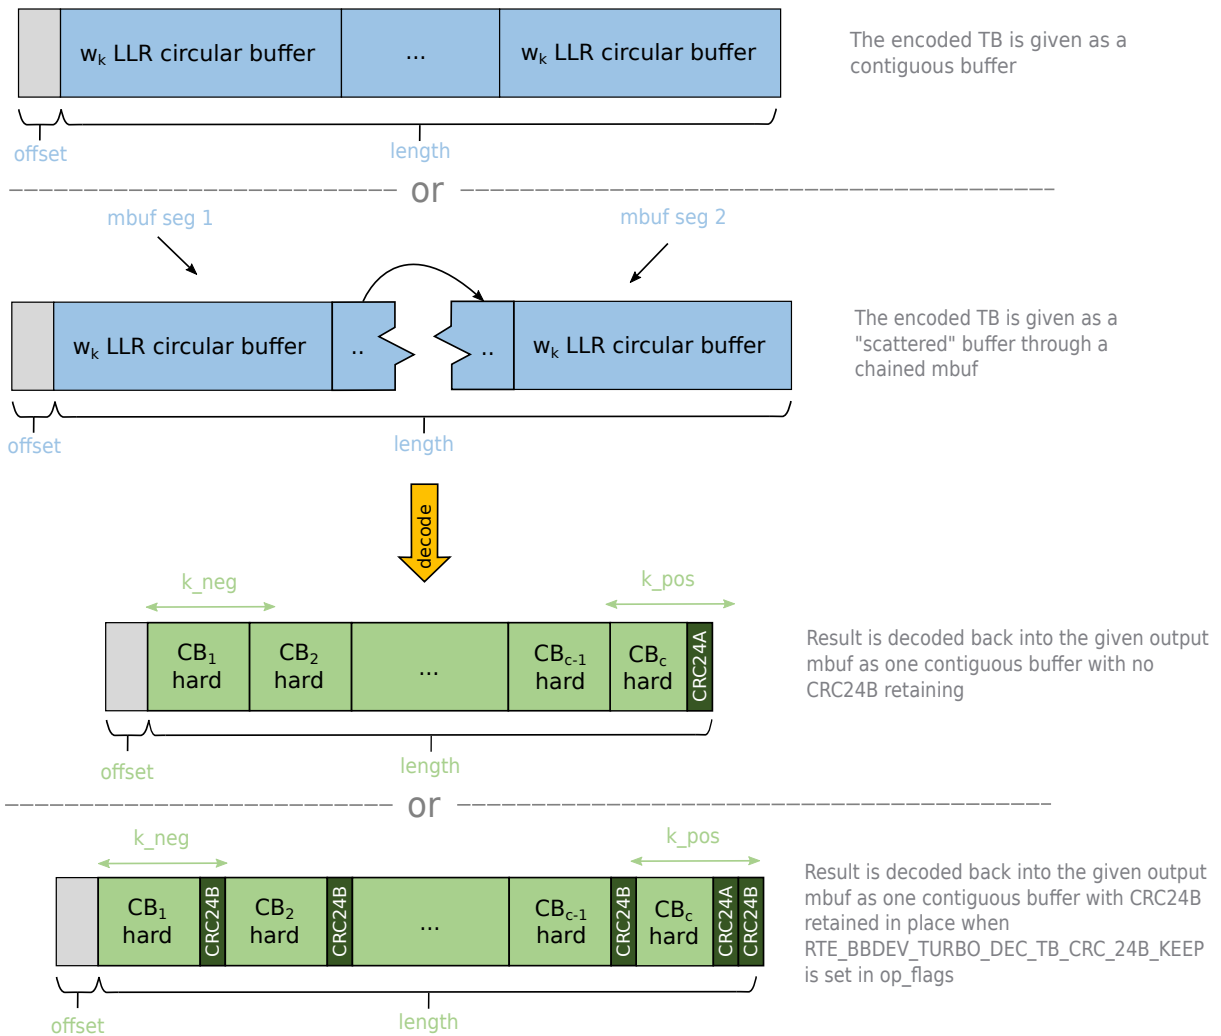 wk LLR circular buffer
...
wk LLR circular buffer
The encoded TB is given as a
contiguous buffer
offset
length
or
mbuf seg 1
mbuf seg 2
wk LLR circular buffer
..
..
wk LLR circular buffer
The encoded TB is given as a
"scattered" buffer through a
chained mbuf
offset
length
decode
k_neg
k_pos
CB1
hard
CB2
hard
...
CBc-1
hard
CBc
hard
CRC24A
Result is decoded back into the given output
mbuf as one contiguous buffer with no
CRC24B retaining
offset
length
or
k_neg
k_pos
CB1
hard
CRC24B
CB2
hard
CRC24B
...
CBc-1
hard
CRC24B
CBc
hard
CRC24A
CRC24B
Result is decoded back into the given output
mbuf as one contiguous buffer with CRC24B
retained in place when
RTE_BBDEV_TURBO_DEC_TB_CRC_24B_KEEP
is set in op_flags
offset
length